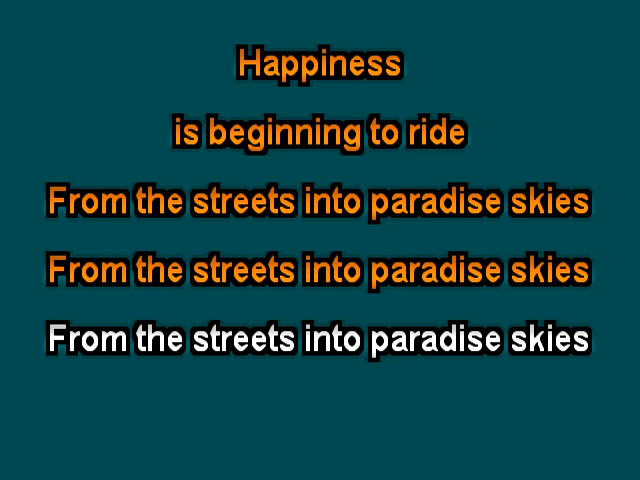 Happiness
is beginning to ride
From the streets into paradise skies
From the streets into paradise skies
From the streets into paradise skies